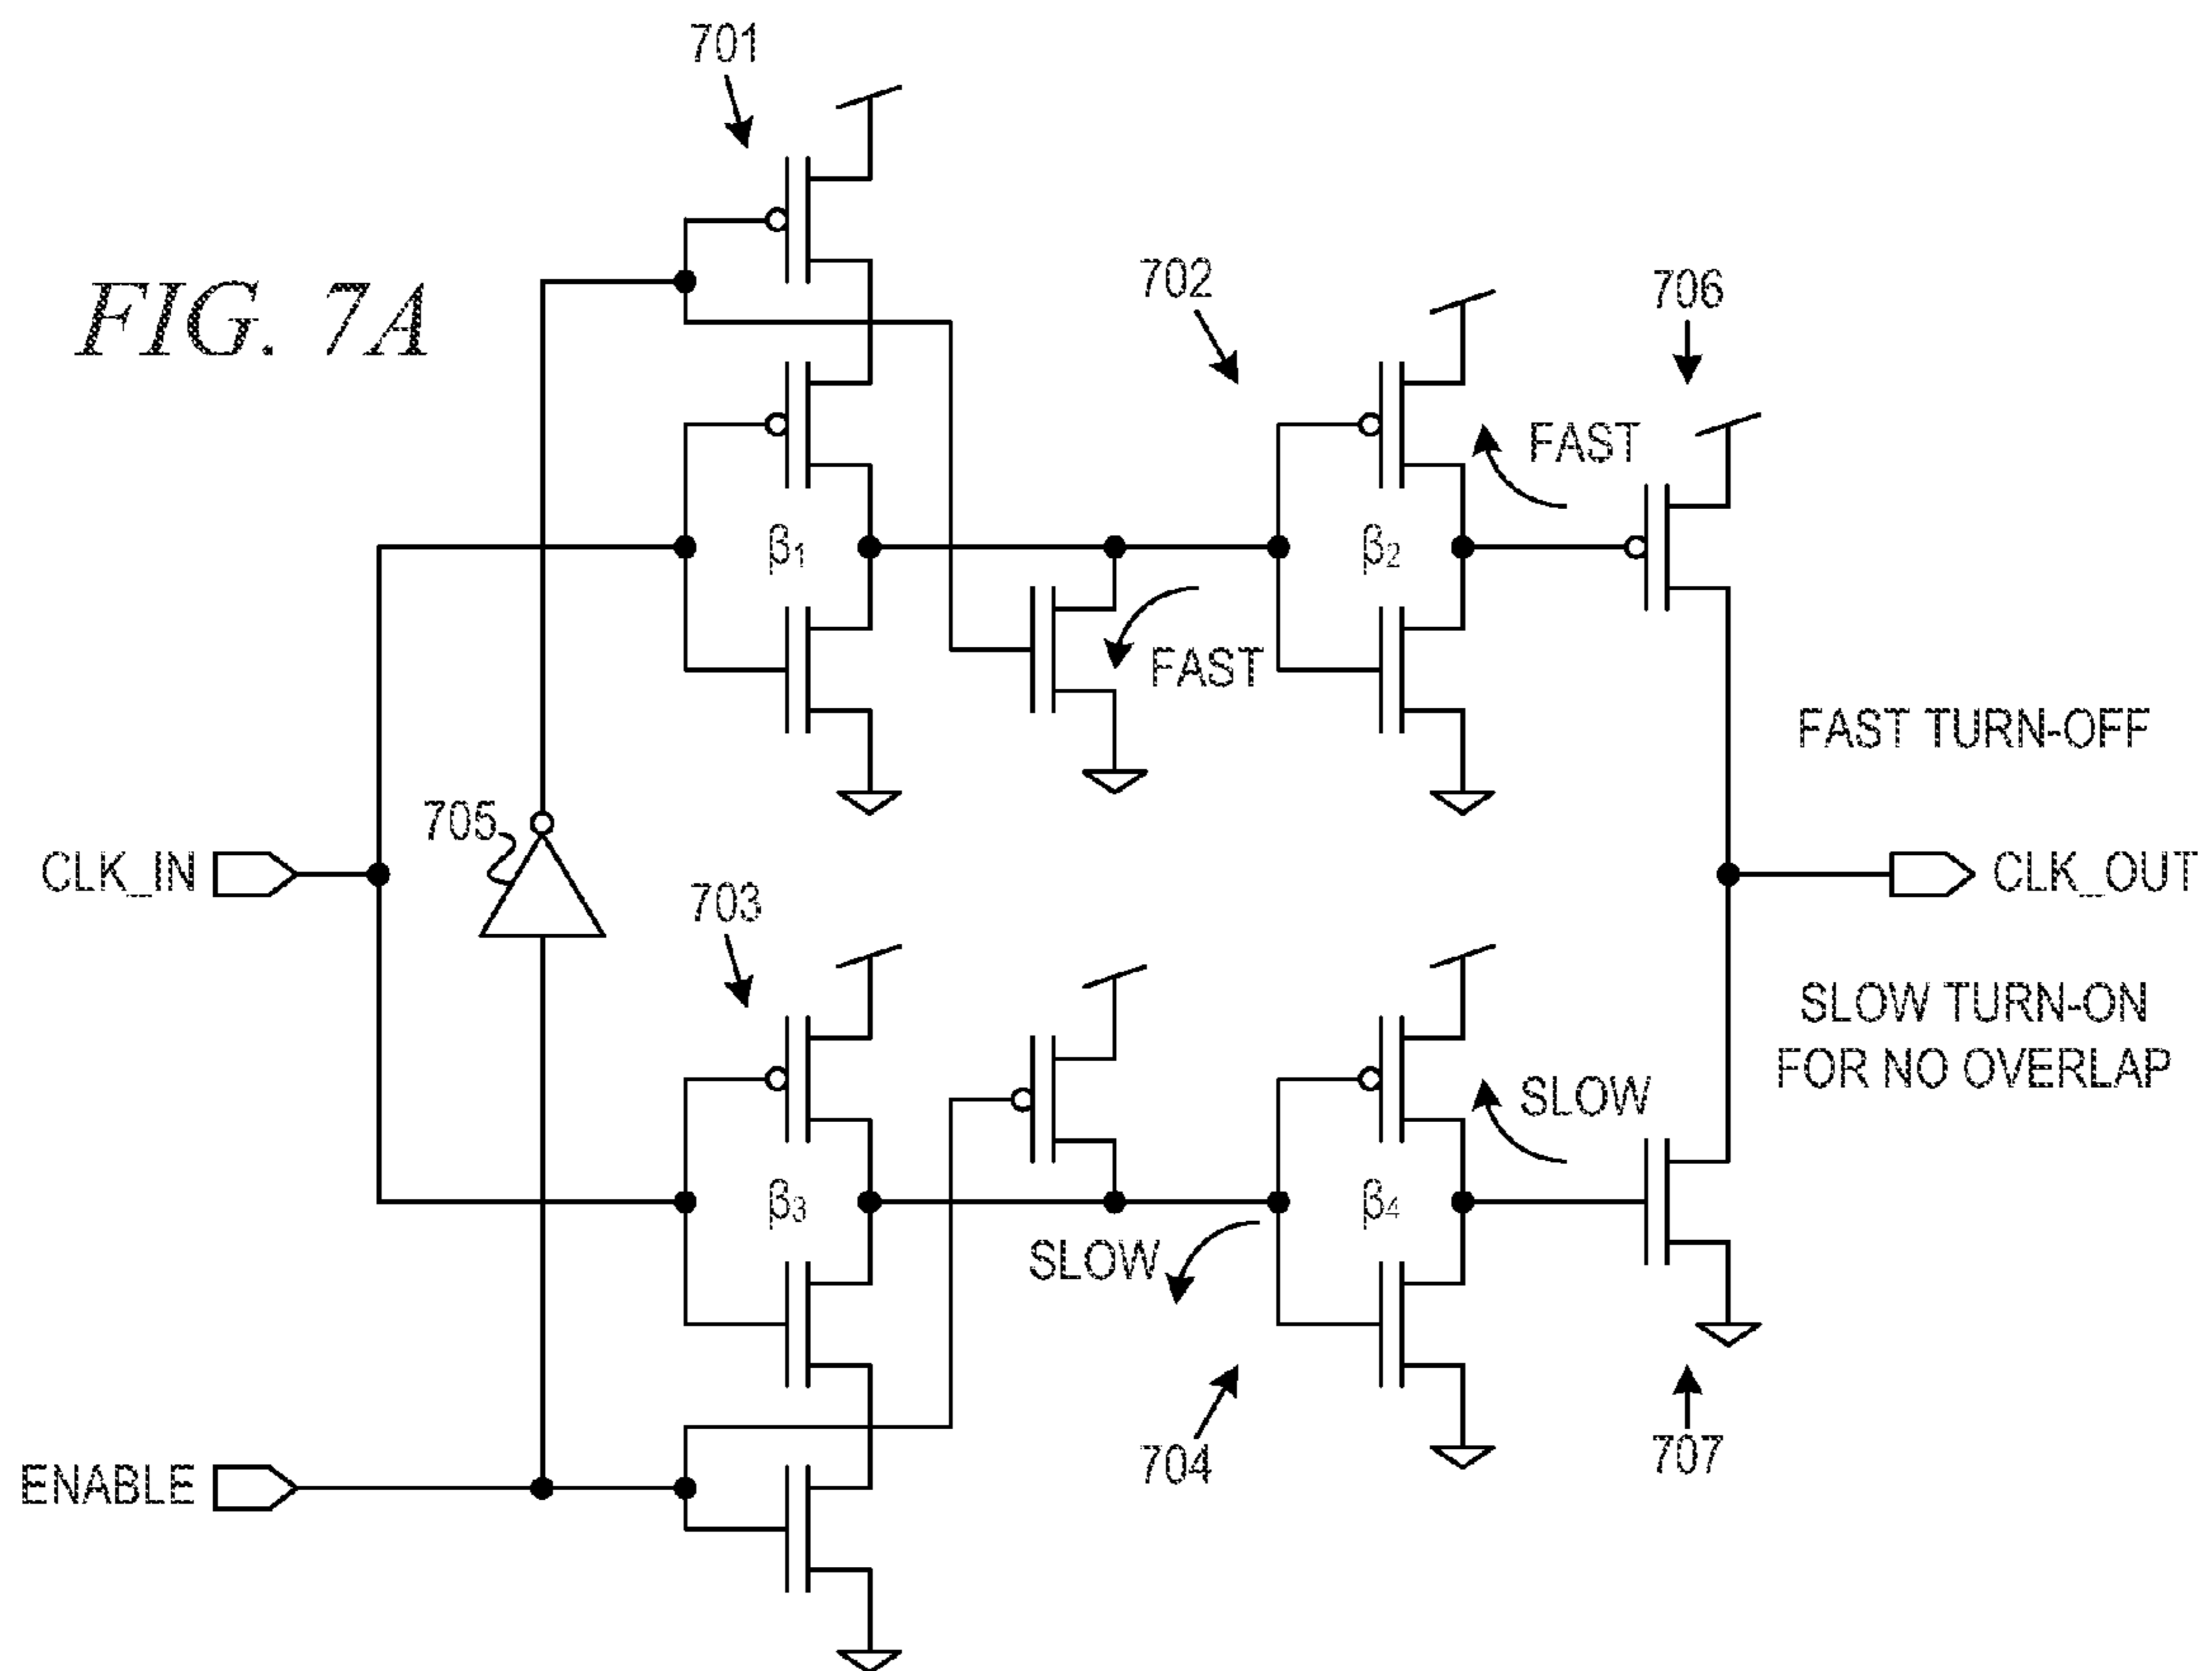 701
FIG. 7A
702
706
FAST
β1
β2
FAST
FAST TURN-OFF
705
CLK_IN
CLK_OUT
703
SLOW TURN-ON
FOR NO OVERLAP
SLOW
β3
β4
SLOW
704
707
ENABLE